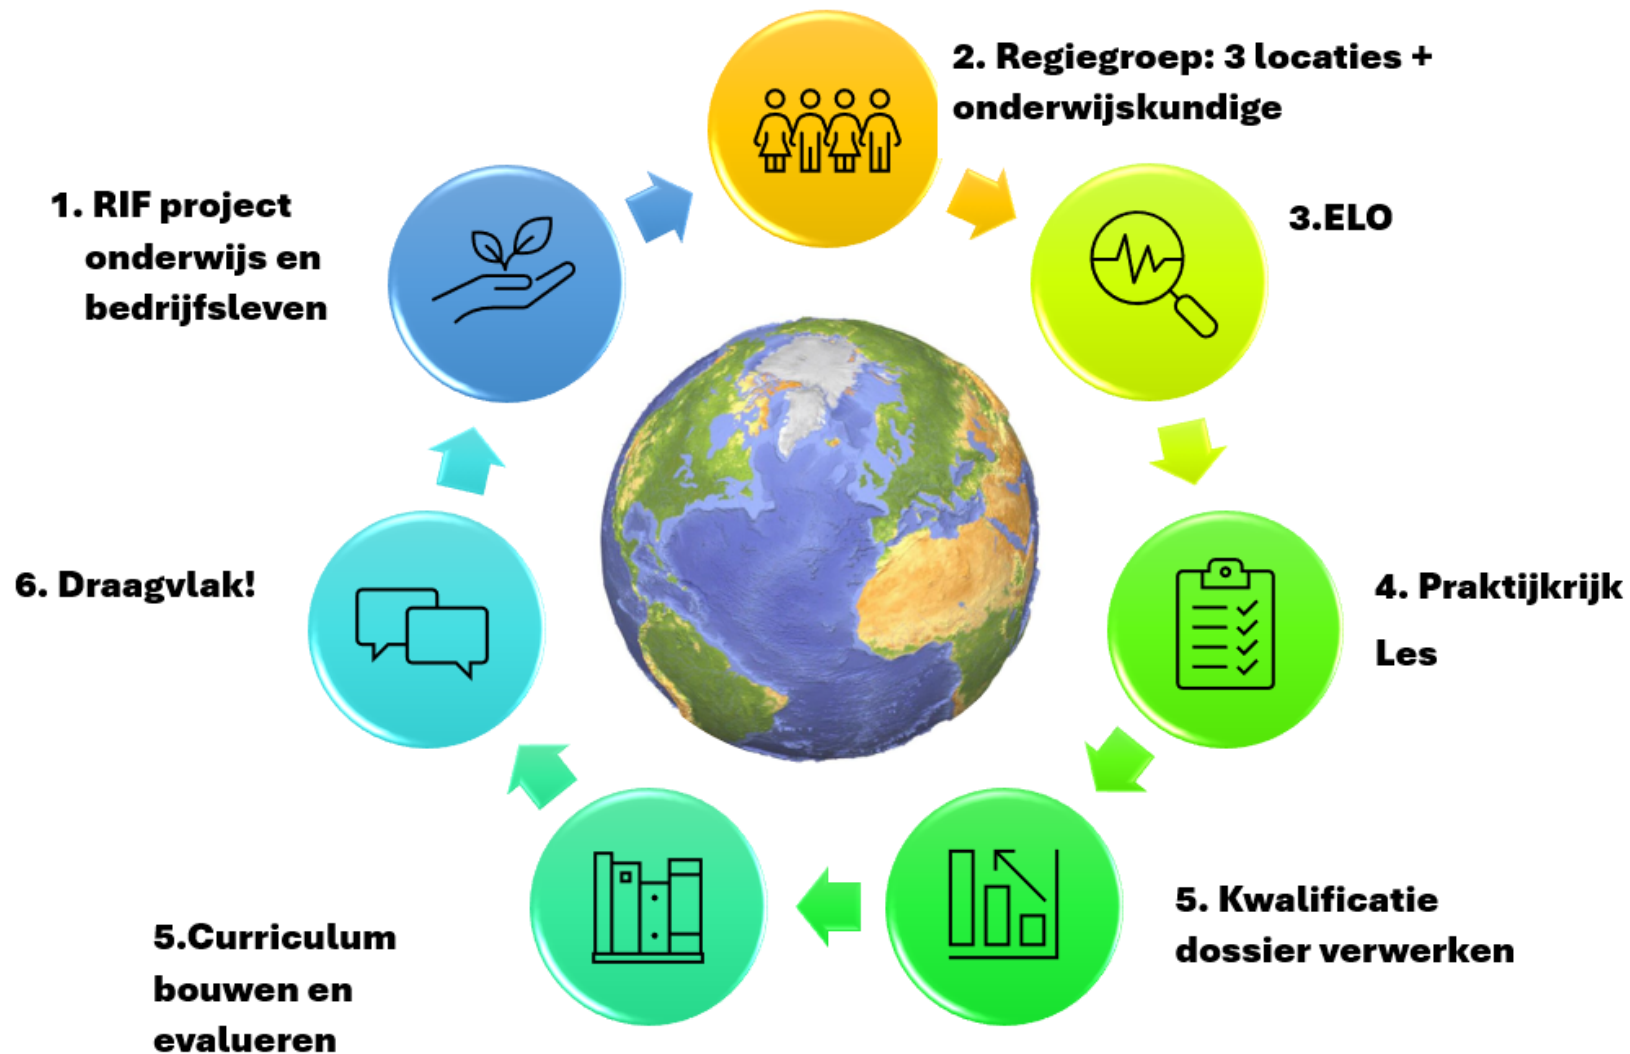 1. RIF project
onderwijs en
bedrijfsleven
2. Regiegroep: 3 locaties +
onderwijskundige
3.ELO
4. Praktijkrijk
Les
5. Kwalificatie
dossier verwerken
5.Curriculum
bouwen en
evalueren
6. Draagvlak!